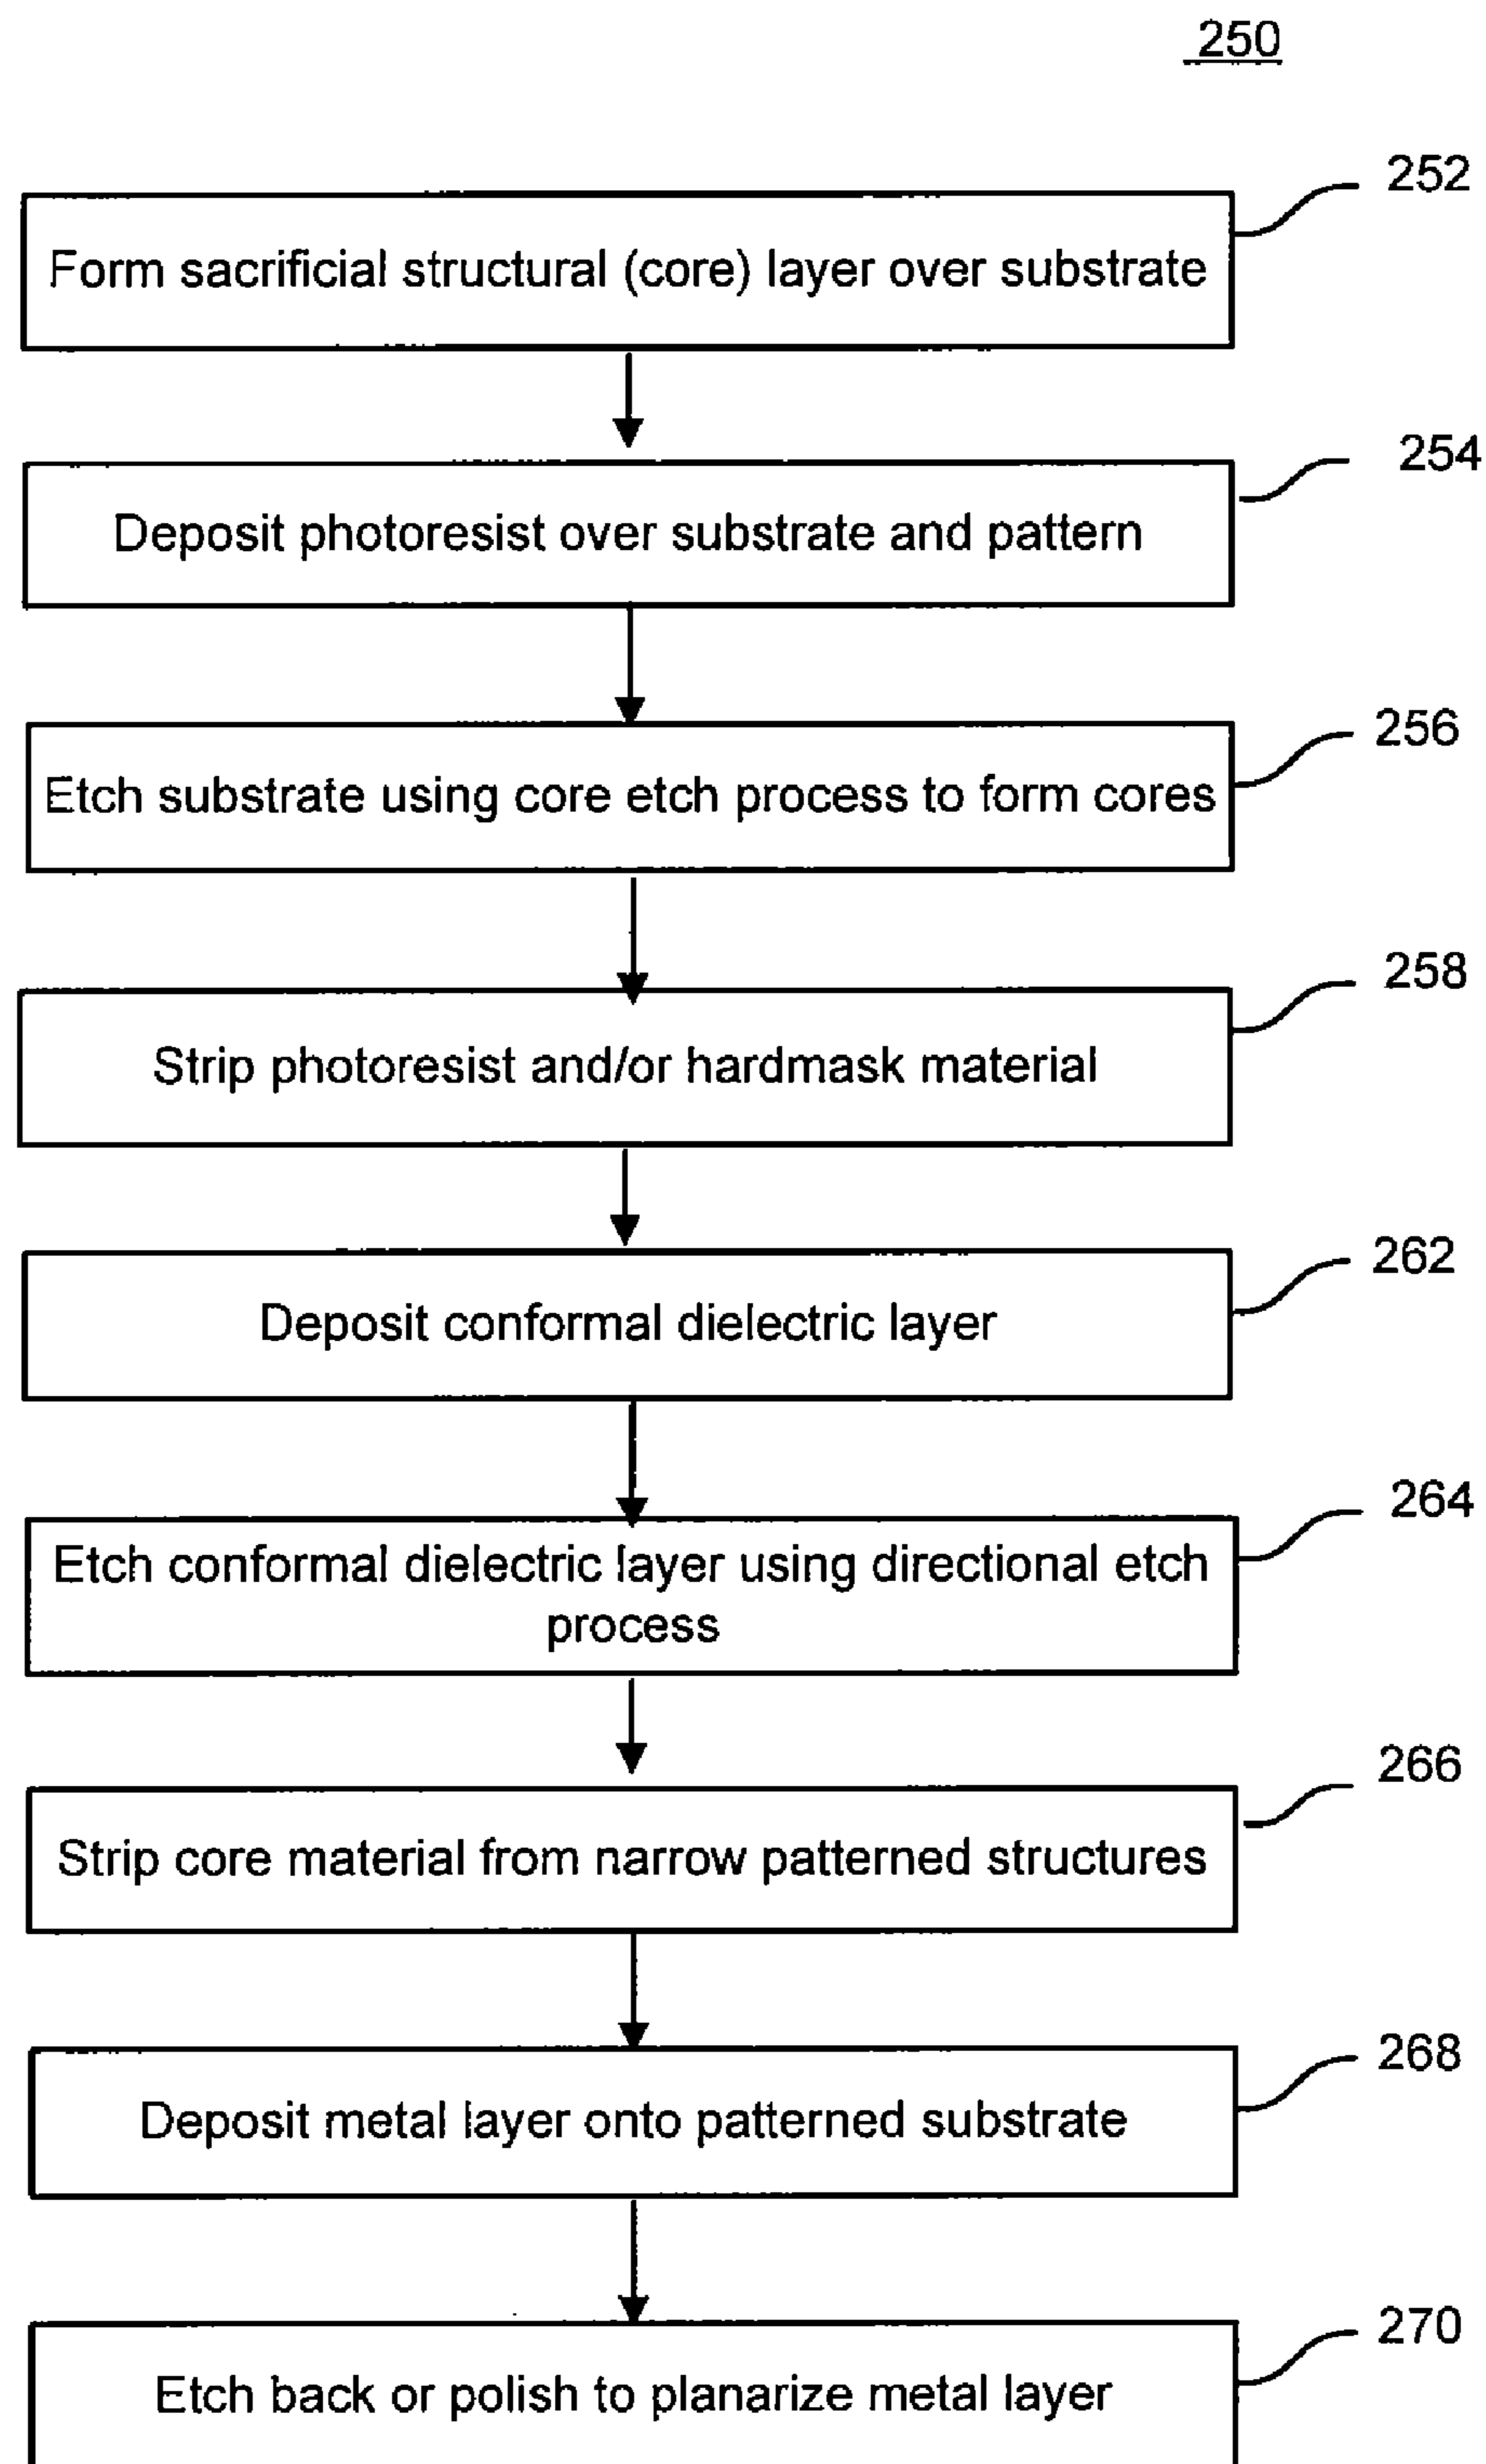 250
252
Form sacrificial structural (core) layer over substrate
254
Deposit photoresist over substrate and pattern
256
Etch substrate using core etch process to form cores
258
Strip photoresist and/or hardmask material
262
Deposit conformal dielectric layer
264
Etch conformal dielectric layer using directional etch
process
266
Strip core material from narrow patterned structures
268
Deposit metal layer onto patterned substrate
270
Etch back or polish to planarize metal layer